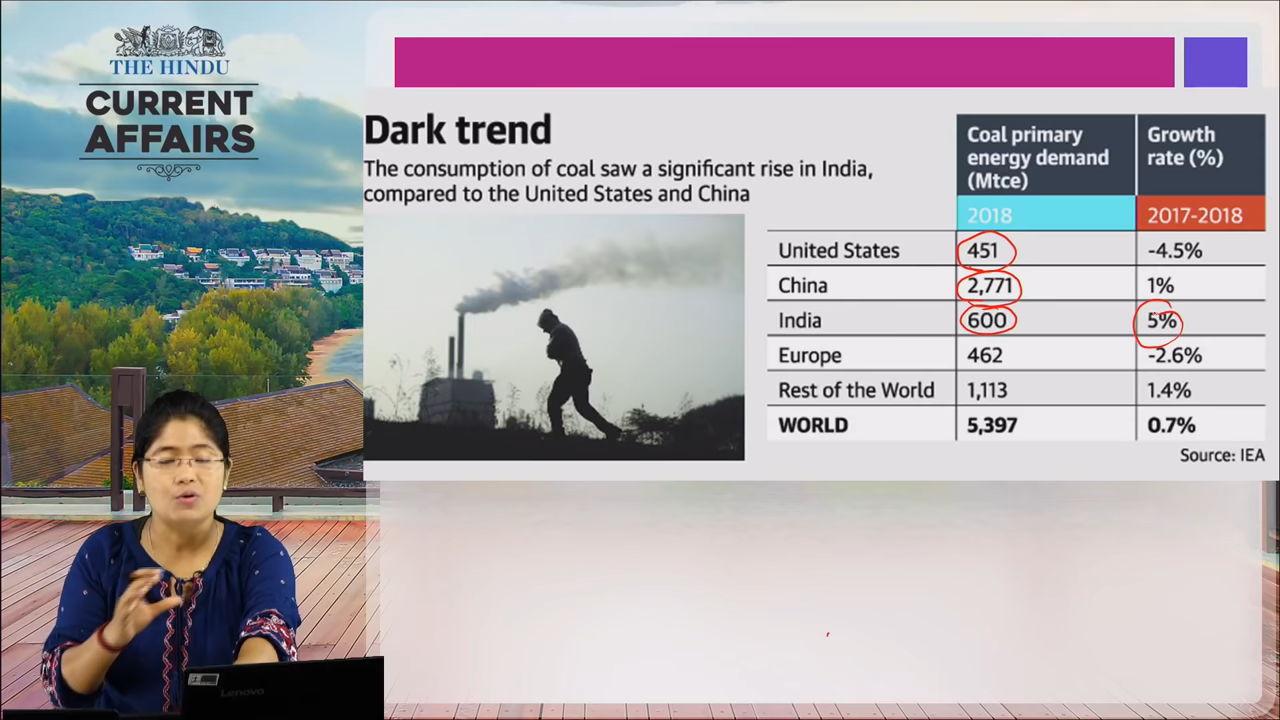 THE HINDU
CURRENT
AFFAIRS
Dark trend
The consumption of coal saw a significant rise in India,
compared to the United States and China
Coal primary energy demand (Mtce) Growth rate (%)
2018 2017-2018
United States 451 -4.5%
China 2,771 1%
India 600 5%
Europe 462 -2.6%
Rest of the World 1,113 1.4%
WORLD 5,397 0.7%
Source: IEA
Lenovo